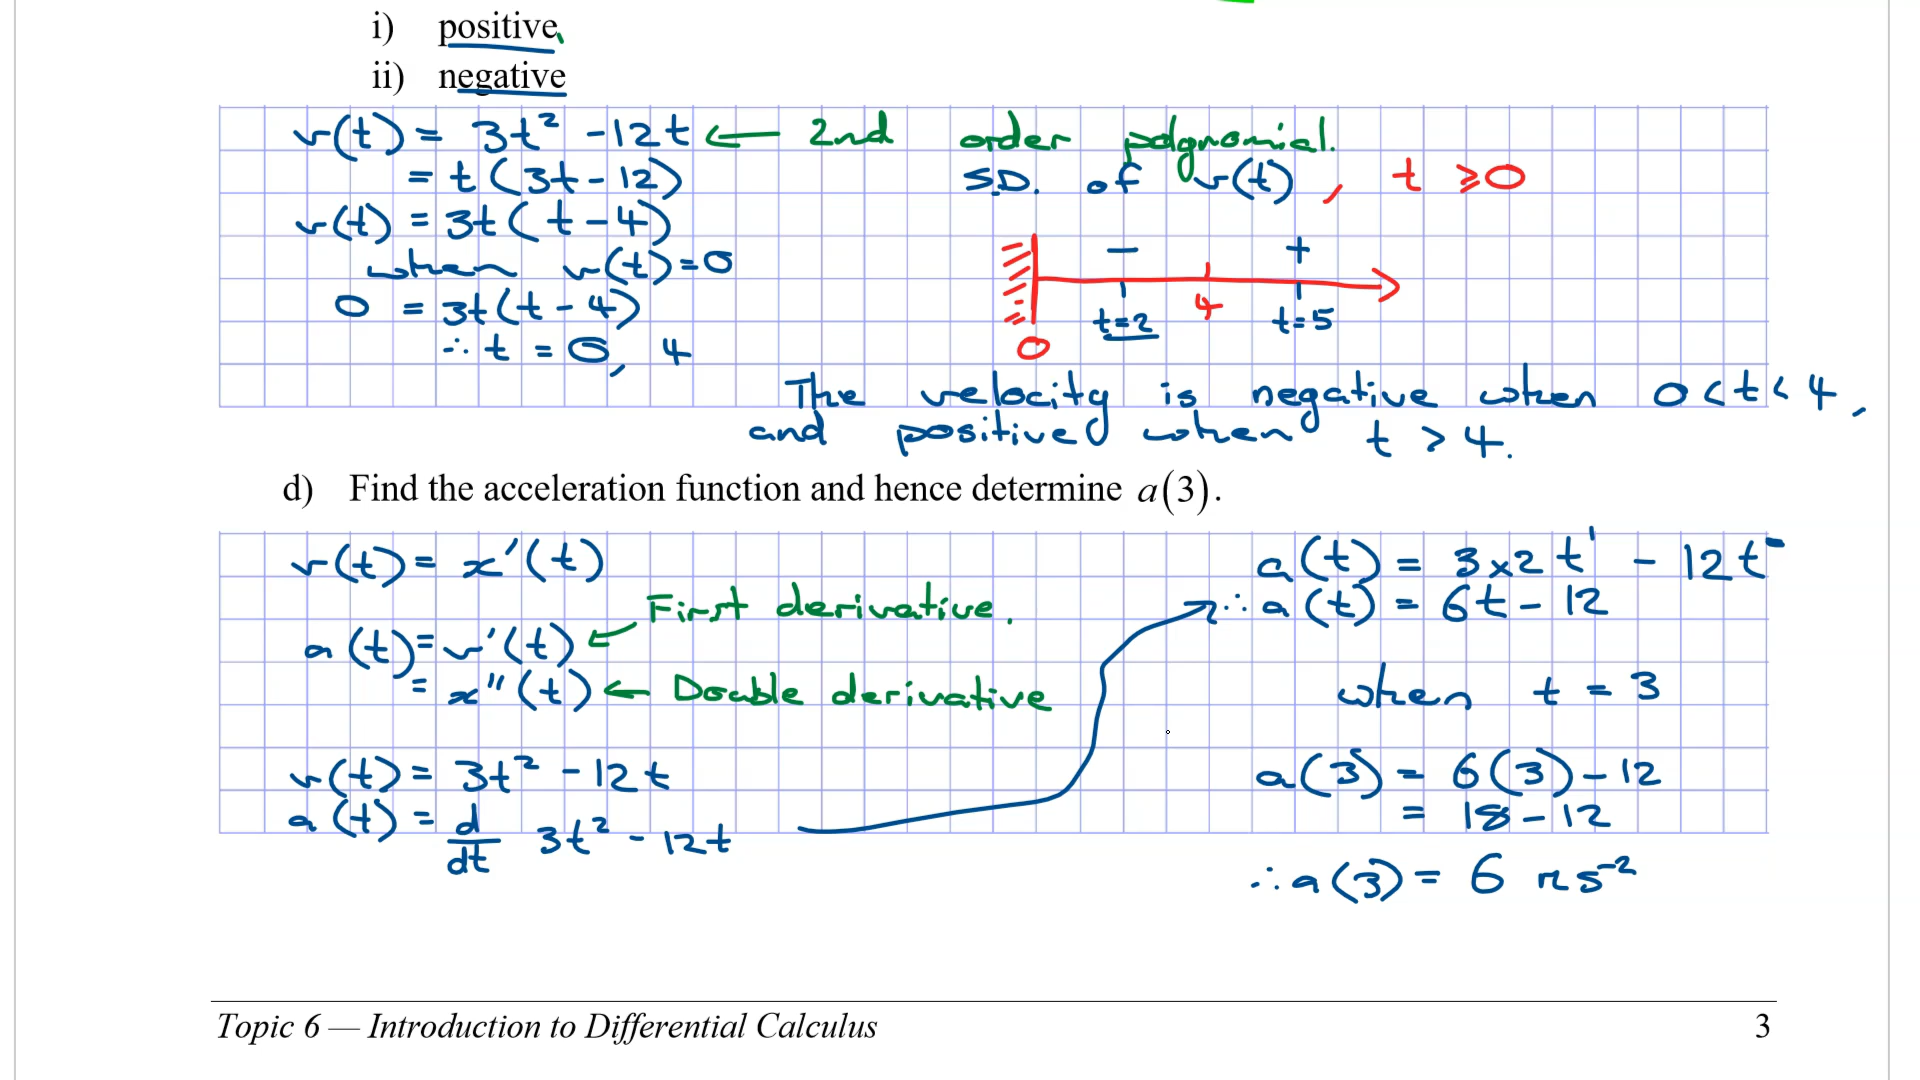 i) positive
ii) negative
v(t) = 3t² - 12t ← 2nd order polynomial.
= t(3t - 12)
v(t) = 3t(t - 4)
when v(t) = 0
0 = 3t(t - 4)
∴ t = 0, 4
S.D. of v(t), t ⩾ 0
- +
0 t=2 4 t=5
The velocity is negative when 0 < t < 4,
and positive when t > 4.
d) Find the acceleration function and hence determine a(3).
v(t) = x'(t)
a(t) = v'(t) ← First derivative.
= x''(t) ← Double derivative
v(t) = 3t² - 12t
a(t) = d/dt 3t² - 12t
a(t) = 3×2t¹ - 12t
∴ a(t) = 6t - 12
when t = 3
a(3) = 6(3) - 12
= 18 - 12
∴ a(3) = 6 ms⁻²
Topic 6 — Introduction to Differential Calculus 3